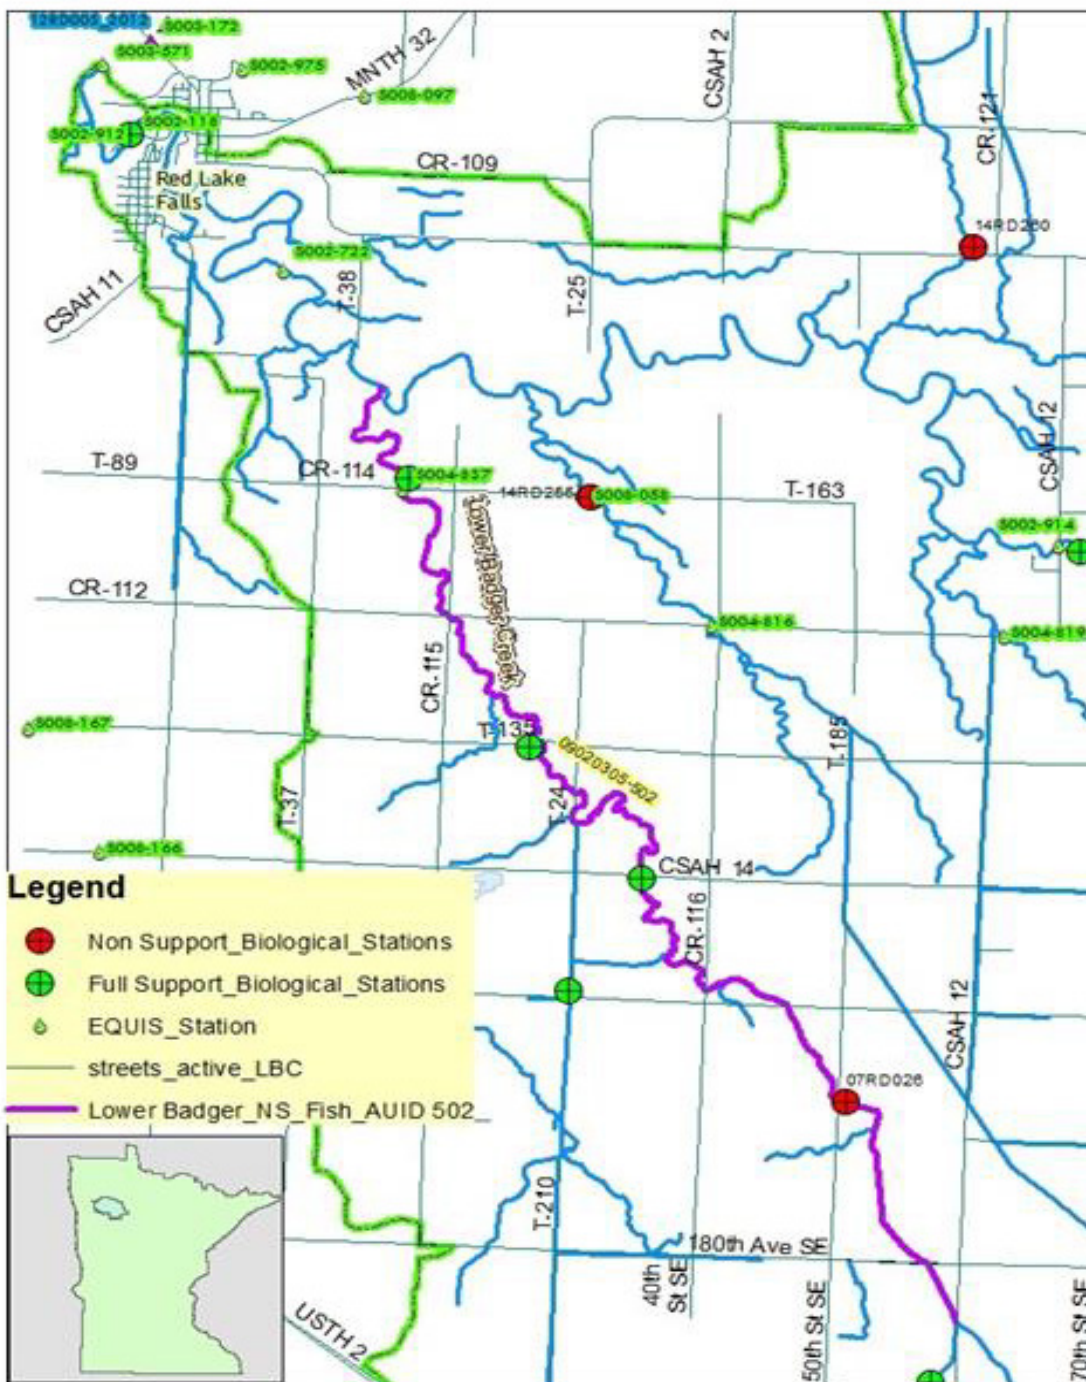 S003-172
S003-571
S002-975
MNTH 32
S008-097
CSAH 2
CR-121
S002-118
S002-912
CR-109
Red Lake
Falls
14RD260
S002-723
CSAH 11
T-38
T-25
CSAH 12
T-89
CR-114
S004-837
S008-058
T-163
S002-914
Lower Badger Creek
CR-112
S004-816
S004-819
CR-115
S008-167
T-135
09020305-502
T-185
T-37
T-24
S008-166
CSAH 14
CR-116
CSAH 12
Legend
Non Support_Biological_Stations
Full Support_Biological_Stations
EQUIS_Station
streets_active_LBC
Lower Badger_NS_Fish_AUID 502_
07RD026
T-210
180th Ave SE
40th
St SE
USTH 2
50th St SE
70th St SE